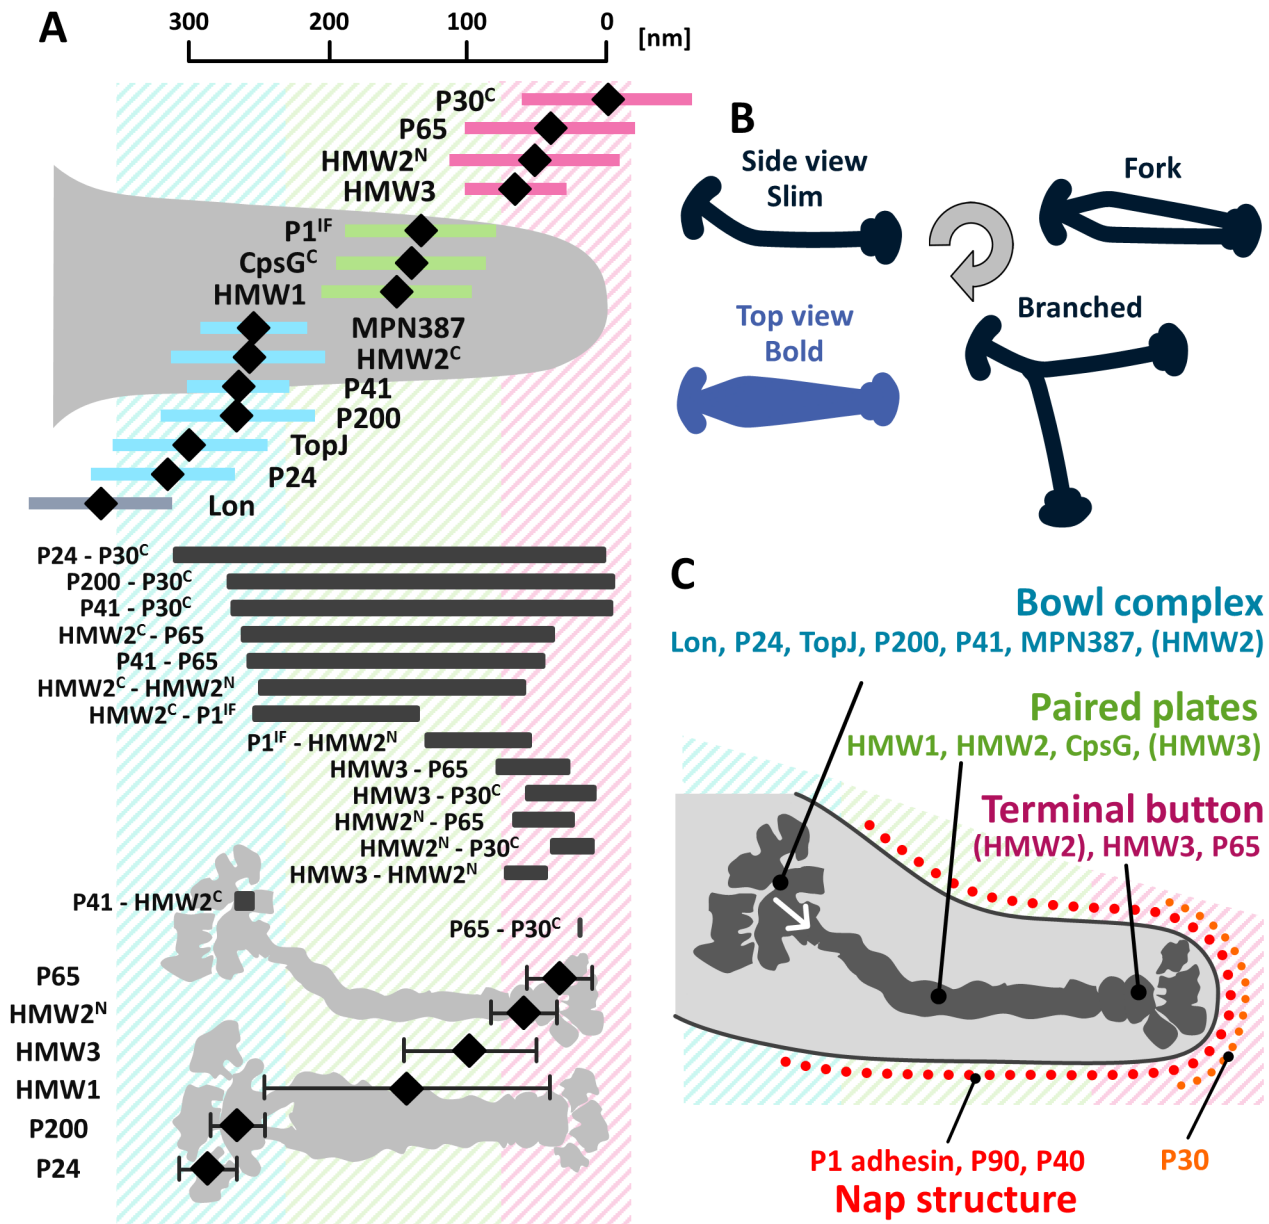 A
300 200 100 0 [nm]
P30C
P65
HMW2N
HMW3
P1IF
CpsGC
HMW1
MPN387
HMW2C
P41
P200
TopJ
P24
Lon
P24 - P30C
P200 - P30C
P41 - P30C
HMW2C - P65
P41 - P65
HMW2C - HMW2N
HMW2C - P1IF
P1IF - HMW2N
HMW3 - P65
HMW3 - P30C
HMW2N - P65
HMW2N - P30C
HMW3 - HMW2N
P41 - HMW2C
P65 - P30C
P65
HMW2N
HMW3
HMW1
P200
P24
B
Side view
Slim
Fork
Top view
Bold
Branched
C
Bowl complex
Lon, P24, TopJ, P200, P41, MPN387, (HMW2)
Paired plates
HMW1, HMW2, CpsG, (HMW3)
Terminal button
(HMW2), HMW3, P65
P1 adhesin, P90, P40
Nap structure
P30